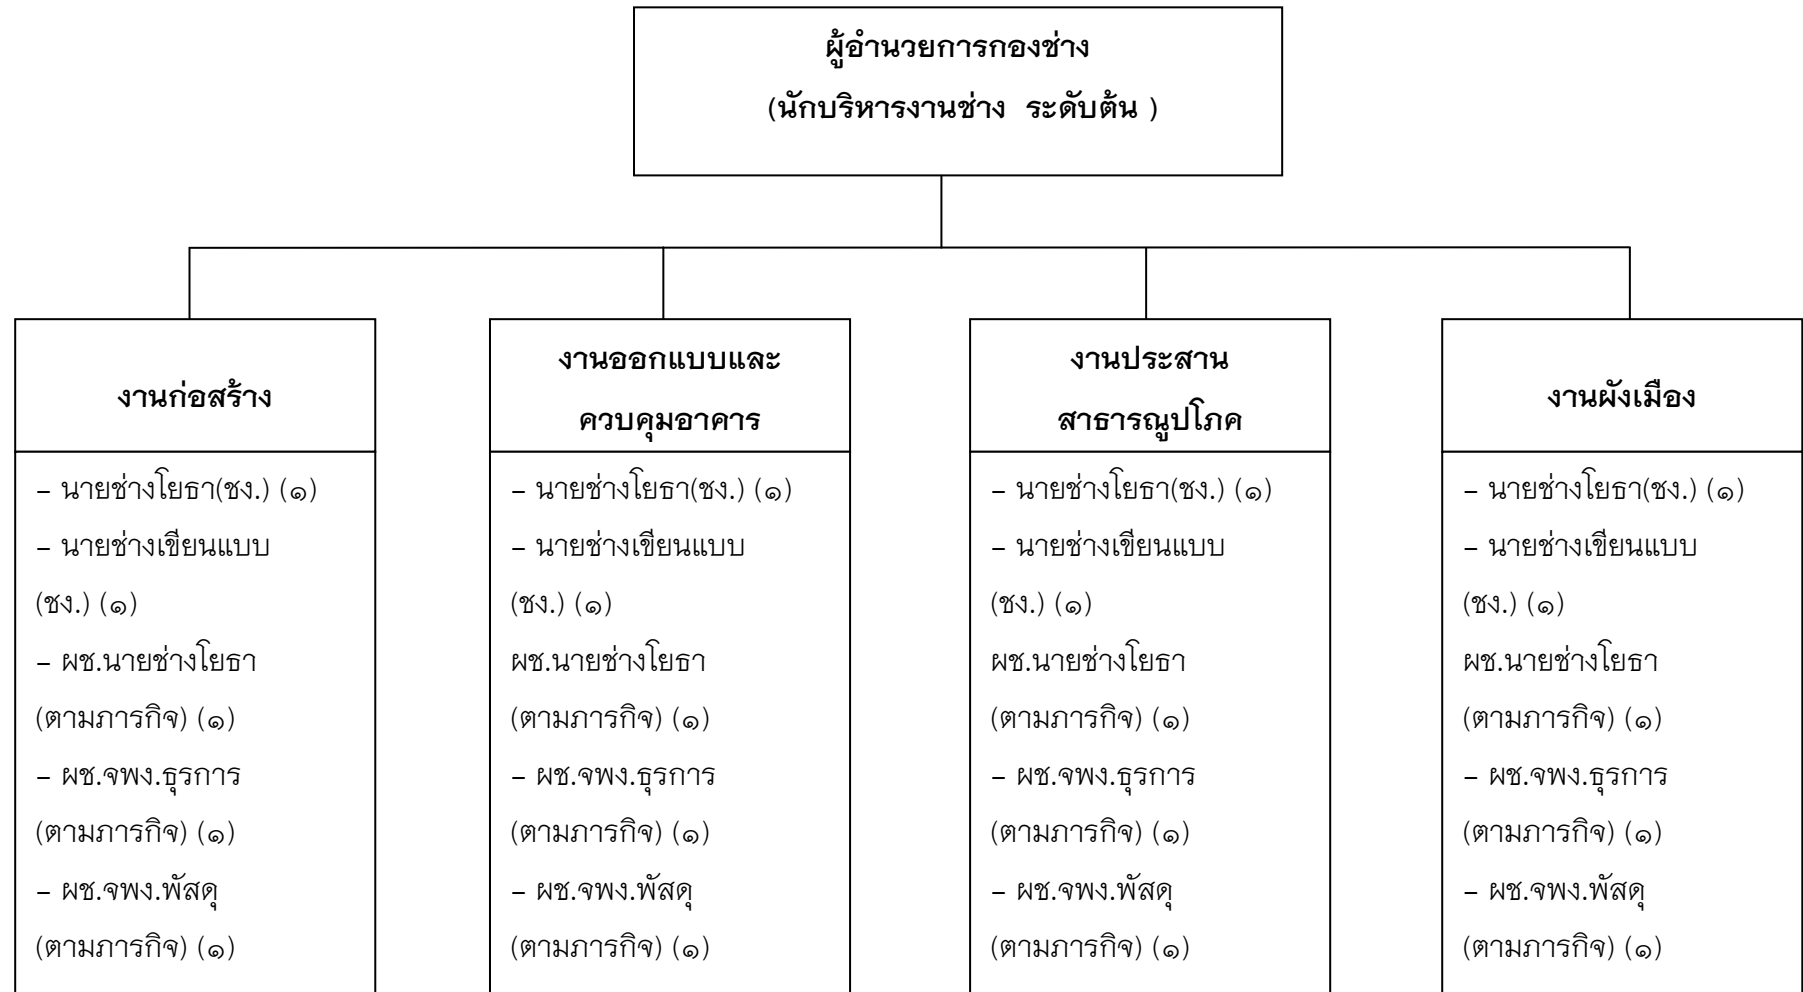 ผู้อำนวยการกองช่าง
(นักบริหารงานช่าง ระดับต้น )
งานก่อสร้าง
– นายช่างโยธา(ชง.) (๑)
– นายช่างเขียนแบบ
(ชง.) (๑)
– ผช.นายช่างโยธา
(ตามภารกิจ) (๑)
– ผช.จพง.ธุรการ
(ตามภารกิจ) (๑)
– ผช.จพง.พัสดุ
(ตามภารกิจ) (๑)
งานออกแบบและ
ควบคุมอาคาร
– นายช่างโยธา(ชง.) (๑)
– นายช่างเขียนแบบ
(ชง.) (๑)
ผช.นายช่างโยธา
(ตามภารกิจ) (๑)
– ผช.จพง.ธุรการ
(ตามภารกิจ) (๑)
– ผช.จพง.พัสดุ
(ตามภารกิจ) (๑)
งานประสาน
สาธารณูปโภค
– นายช่างโยธา(ชง.) (๑)
– นายช่างเขียนแบบ
(ชง.) (๑)
ผช.นายช่างโยธา
(ตามภารกิจ) (๑)
– ผช.จพง.ธุรการ
(ตามภารกิจ) (๑)
– ผช.จพง.พัสดุ
(ตามภารกิจ) (๑)
งานผังเมือง
– นายช่างโยธา(ชง.) (๑)
– นายช่างเขียนแบบ
(ชง.) (๑)
ผช.นายช่างโยธา
(ตามภารกิจ) (๑)
– ผช.จพง.ธุรการ
(ตามภารกิจ) (๑)
– ผช.จพง.พัสดุ
(ตามภารกิจ) (๑)